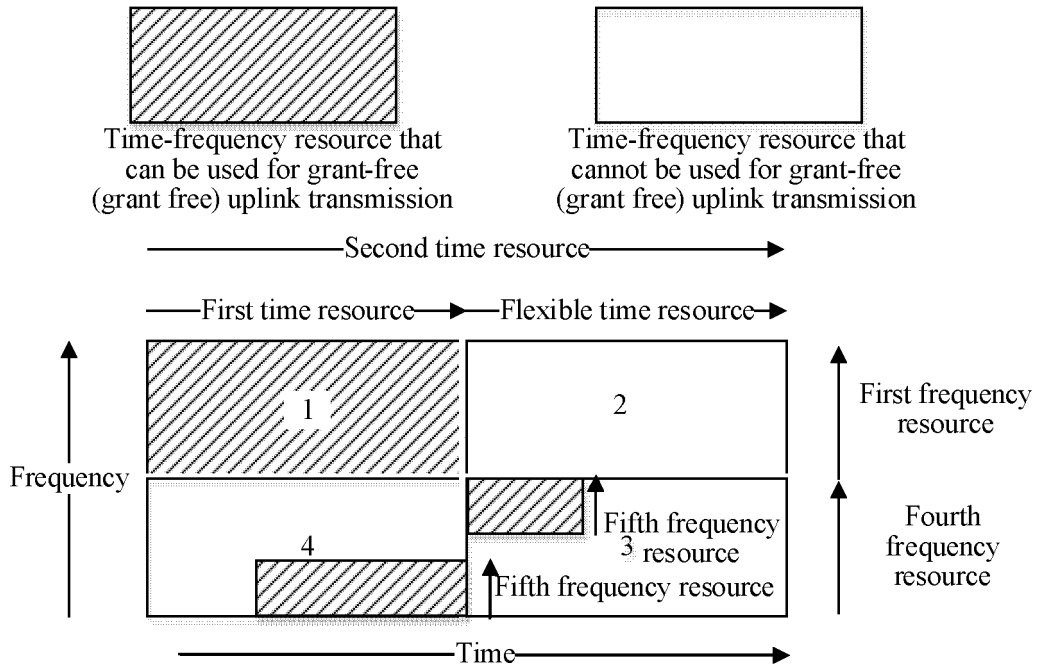 Time-frequency resource that
can be used for grant-free
(grant free) uplink transmission
Time-frequency resource that
cannot be used for grant-free
(grant free) uplink transmission
Second time resource
First time resource
Flexible time resource
1
2
First frequency
resource
Frequency
4
Fifth frequency
3 resource
Fifth frequency resource
Fourth
frequency
resource
Time